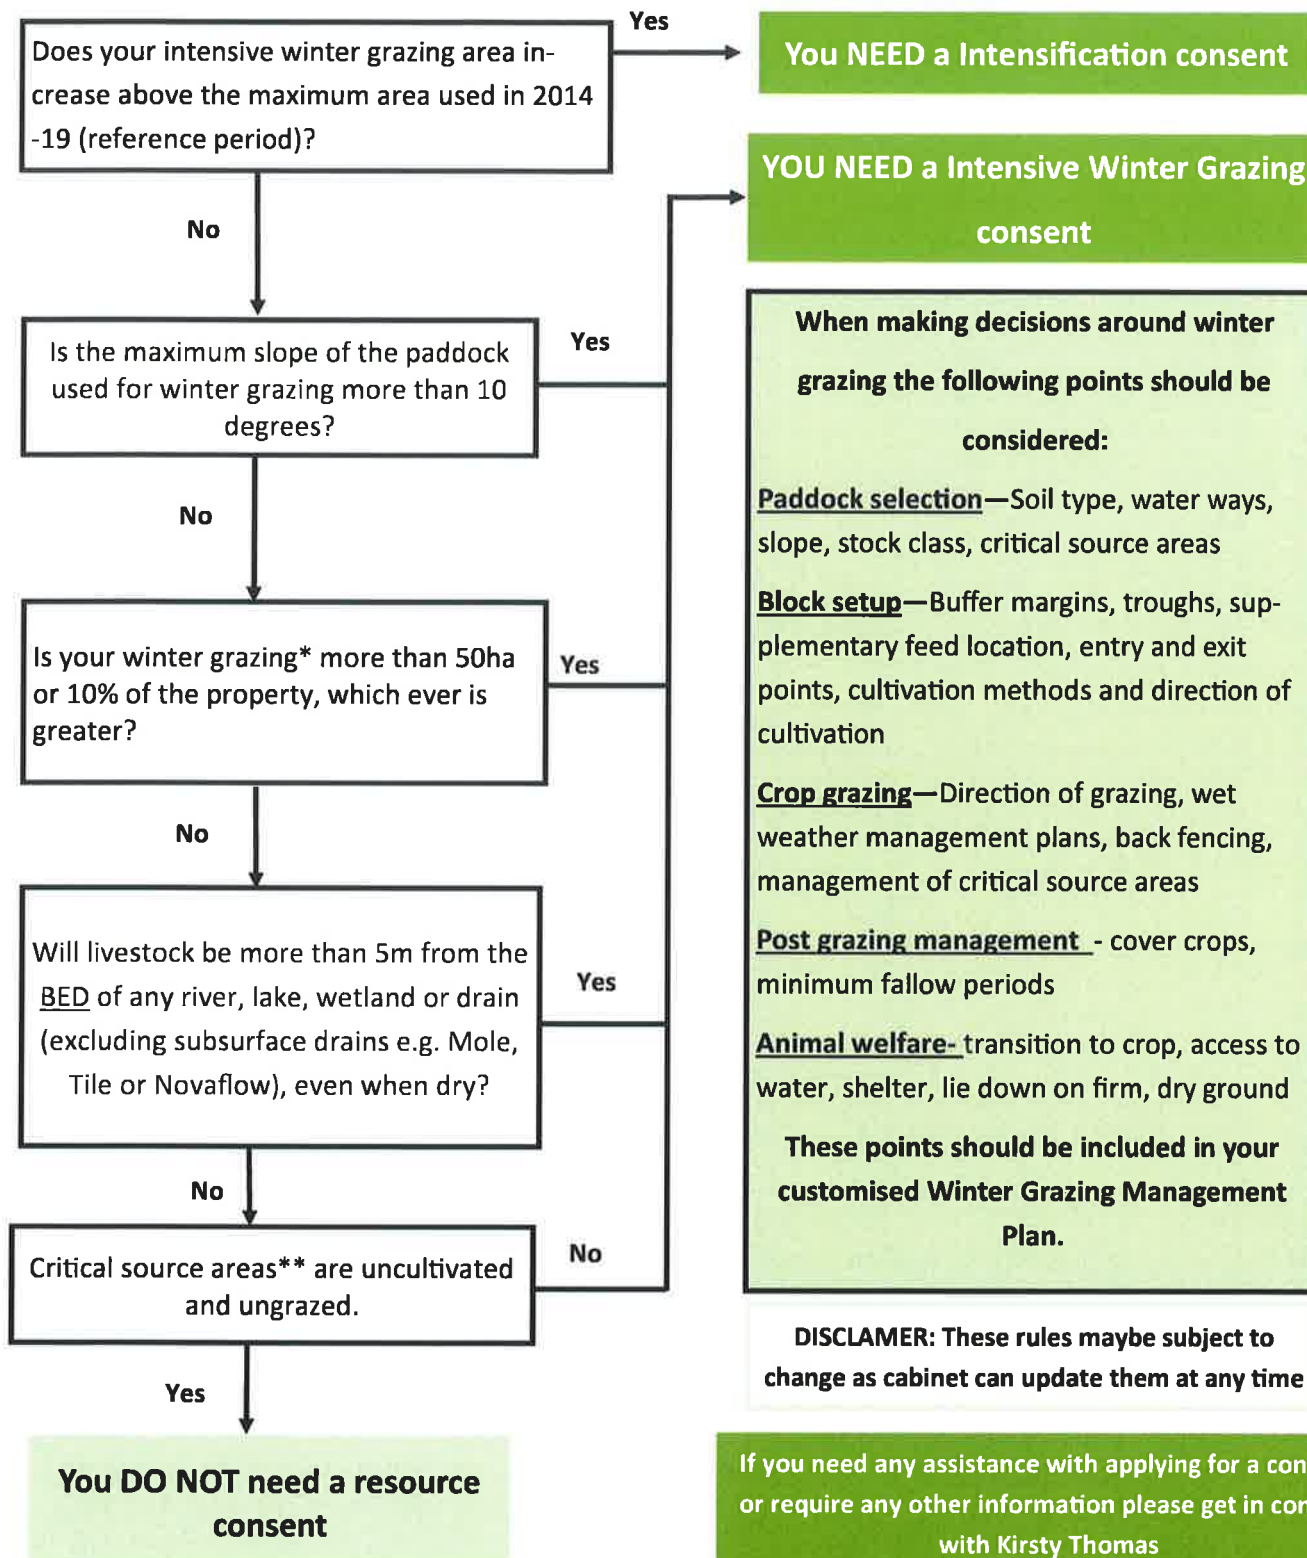 Does your intensive winter grazing area in-
crease above the maximum area used in 2014
-19 (reference period)?
Yes
You NEED a Intensification consent
No
YOU NEED a Intensive Winter Grazing
consent
Is the maximum slope of the paddock
used for winter grazing more than 10
degrees?
Yes
No
Is your winter grazing* more than 50ha
or 10% of the property, which ever is
greater?
Yes
No
Will livestock be more than 5m from the
BED of any river, lake, wetland or drain
(excluding subsurface drains e.g. Mole,
Tile or Novaflow), even when dry?
Yes
No
Critical source areas** are uncultivated
and ungrazed.
No
Yes
You DO NOT need a resource
consent
When making decisions around winter
grazing the following points should be
considered:
Paddock selection—Soil type, water ways,
slope, stock class, critical source areas
Block setup—Buffer margins, troughs, sup-
plementary feed location, entry and exit
points, cultivation methods and direction of
cultivation
Crop grazing—Direction of grazing, wet
weather management plans, back fencing,
management of critical source areas
Post grazing management - cover crops,
minimum fallow periods
Animal welfare- transition to crop, access to
water, shelter, lie down on firm, dry ground
These points should be included in your
customised Winter Grazing Management
Plan.
DISCLAMER: These rules maybe subject to
change as cabinet can update them at any time
If you need any assistance with applying for a con
or require any other information please get in con
with Kirsty Thomas